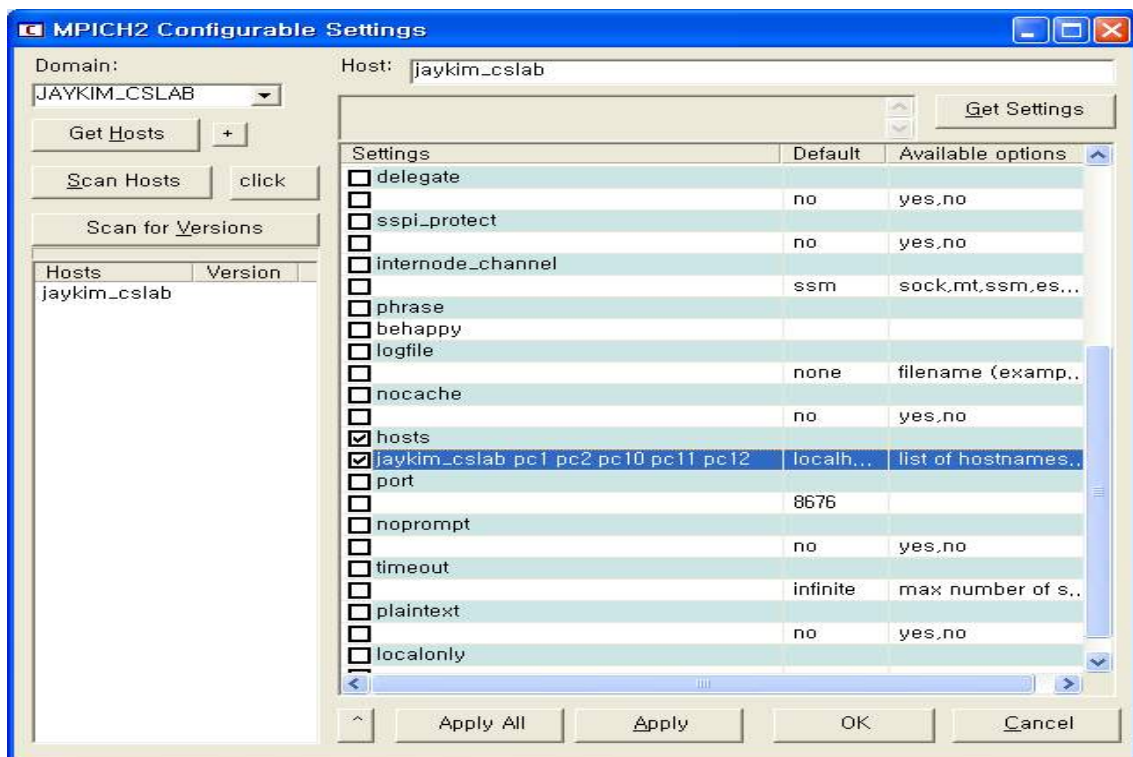 MPICH2 Configurable Settings
Domain:
JAYKIM_CSLAB
Get Hosts
+
Scan Hosts
click
Scan for Versions
Hosts Version
jaykim_cslab
Host: jaykim_cslab
Get Settings
Settings Default Available options
delegate
no yes,no
sspi_protect
no yes,no
internode_channel
ssm sock,mt,ssm,es...
phrase
behappy
logfile
none filename (examp...
nocache
no yes,no
hosts
jaykim_cslab pc1 pc2 pc10 pc11 pc12 localh... list of hostnames...
port
8676
noprompt
no yes,no
timeout
infinite max number of s...
plaintext
no yes,no
localonly
^
Apply All
Apply
OK
Cancel